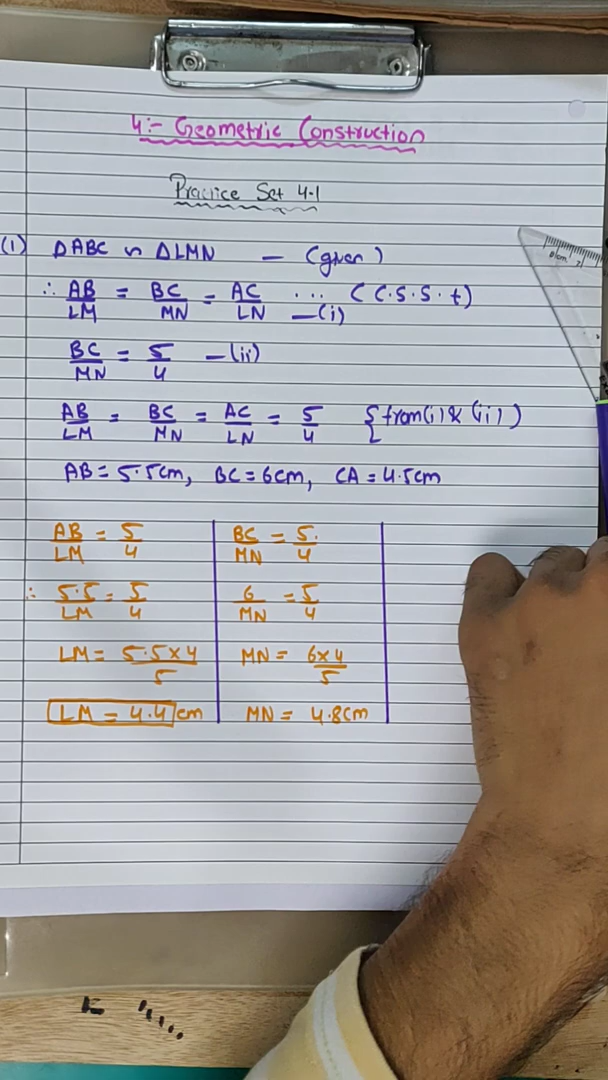 4:- Geometric Construction
Practice Set 4.1
(1) ΔABC ∽ ΔLMN — (given)
∴ AB/LM = BC/MN = AC/LN ... (C.S.S.t) —(i)
BC/MN = 5/4 —(ii)
AB/LM = BC/MN = AC/LN = 5/4 {from(i) & (ii))
AB = 5.5cm, BC = 6cm, CA = 4.5cm
AB/LM = 5/4
∴ 5.5/LM = 5/4
LM = 5.5×4/5
LM = 4.4 cm
BC/MN = 5/4
6/MN = 5/4
MN = 6×4/5
MN = 4.8cm